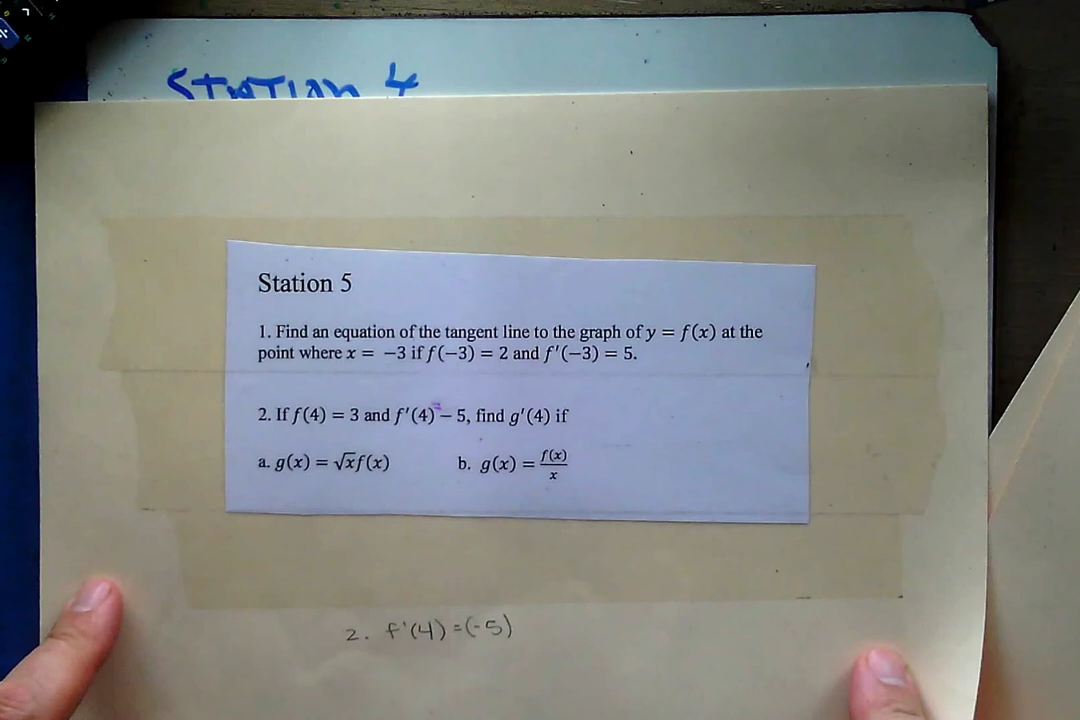 STATION 4
Station 5
1. Find an equation of the tangent line to the graph of y = f(x) at the
point where x = −3 if f(−3) = 2 and f′(−3) = 5.
2. If f(4) = 3 and f′(4) = − 5, find g′(4) if
a. g(x) = √x f(x) b. g(x) = f(x)/x
2. f'(4) = (-5)